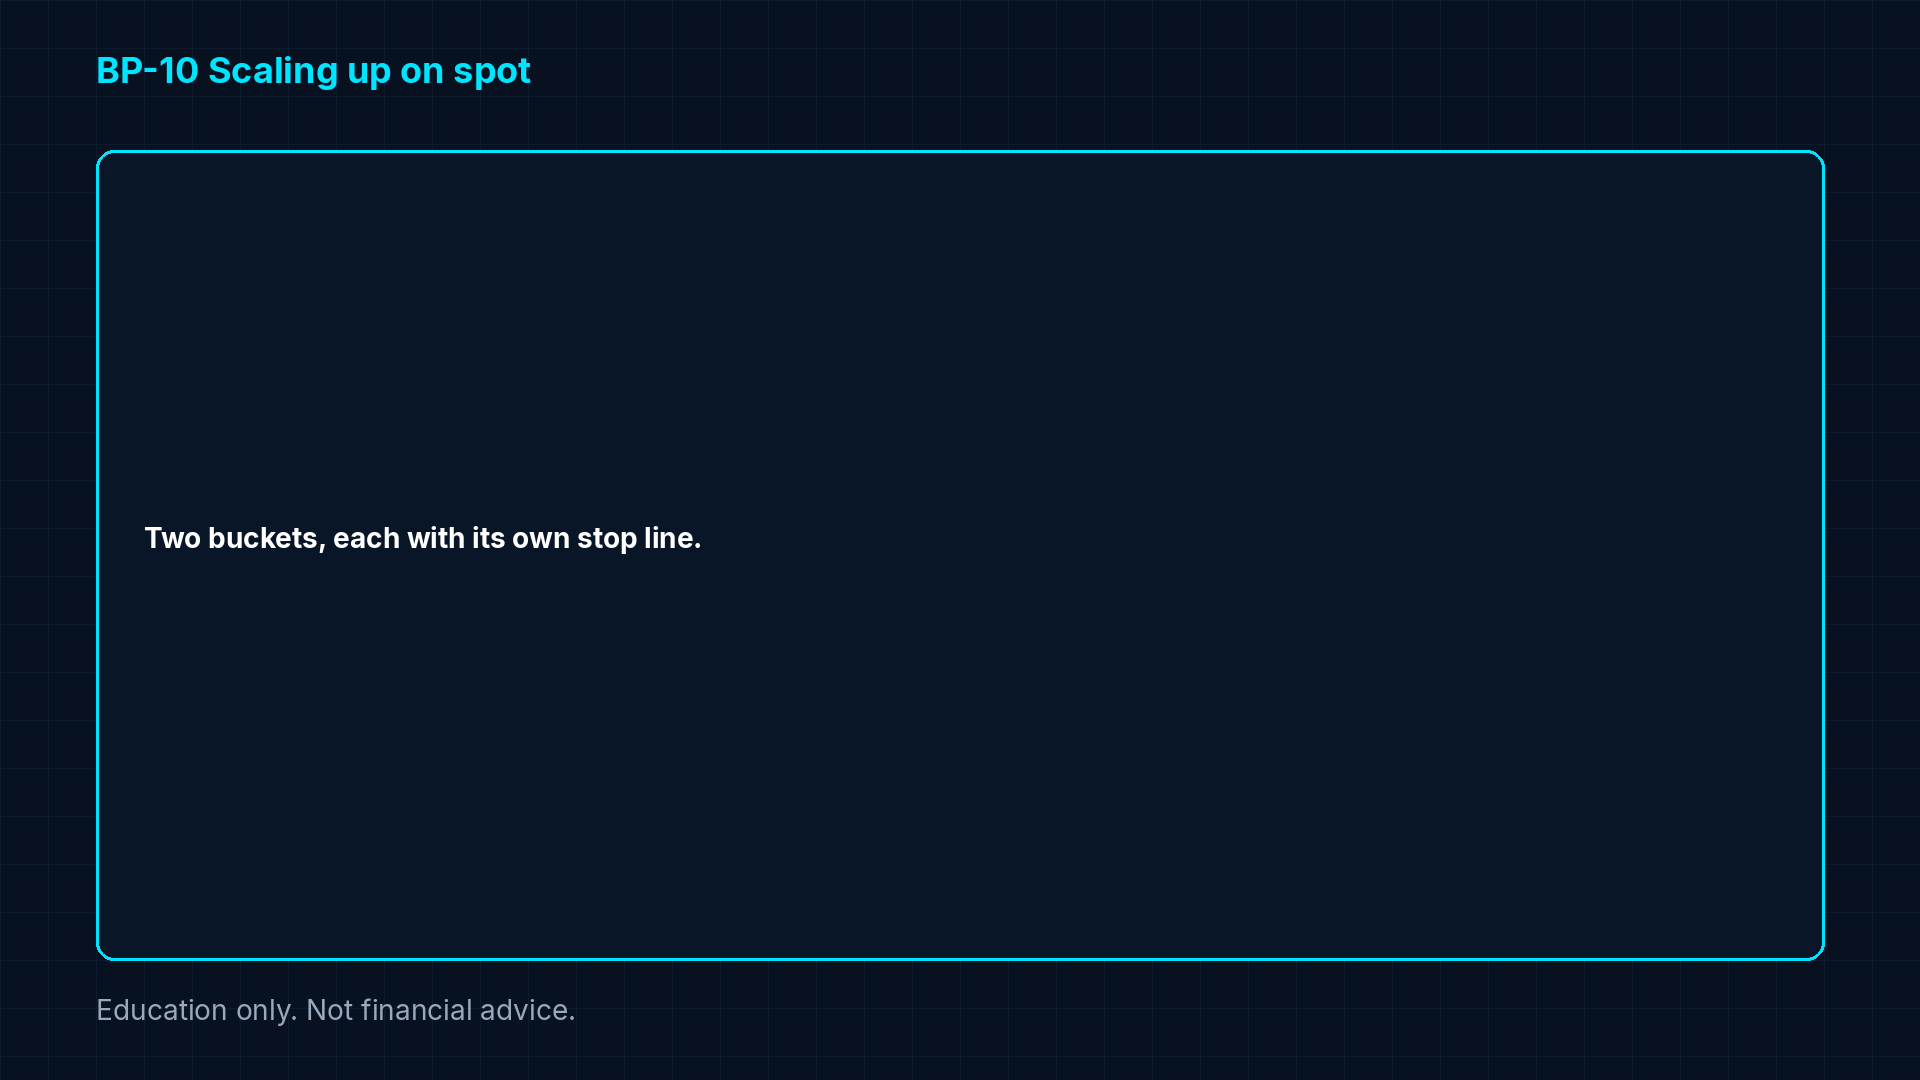 BP-10 Scaling up on spot
Two buckets, each with its own stop line.
Education only. Not financial advice.